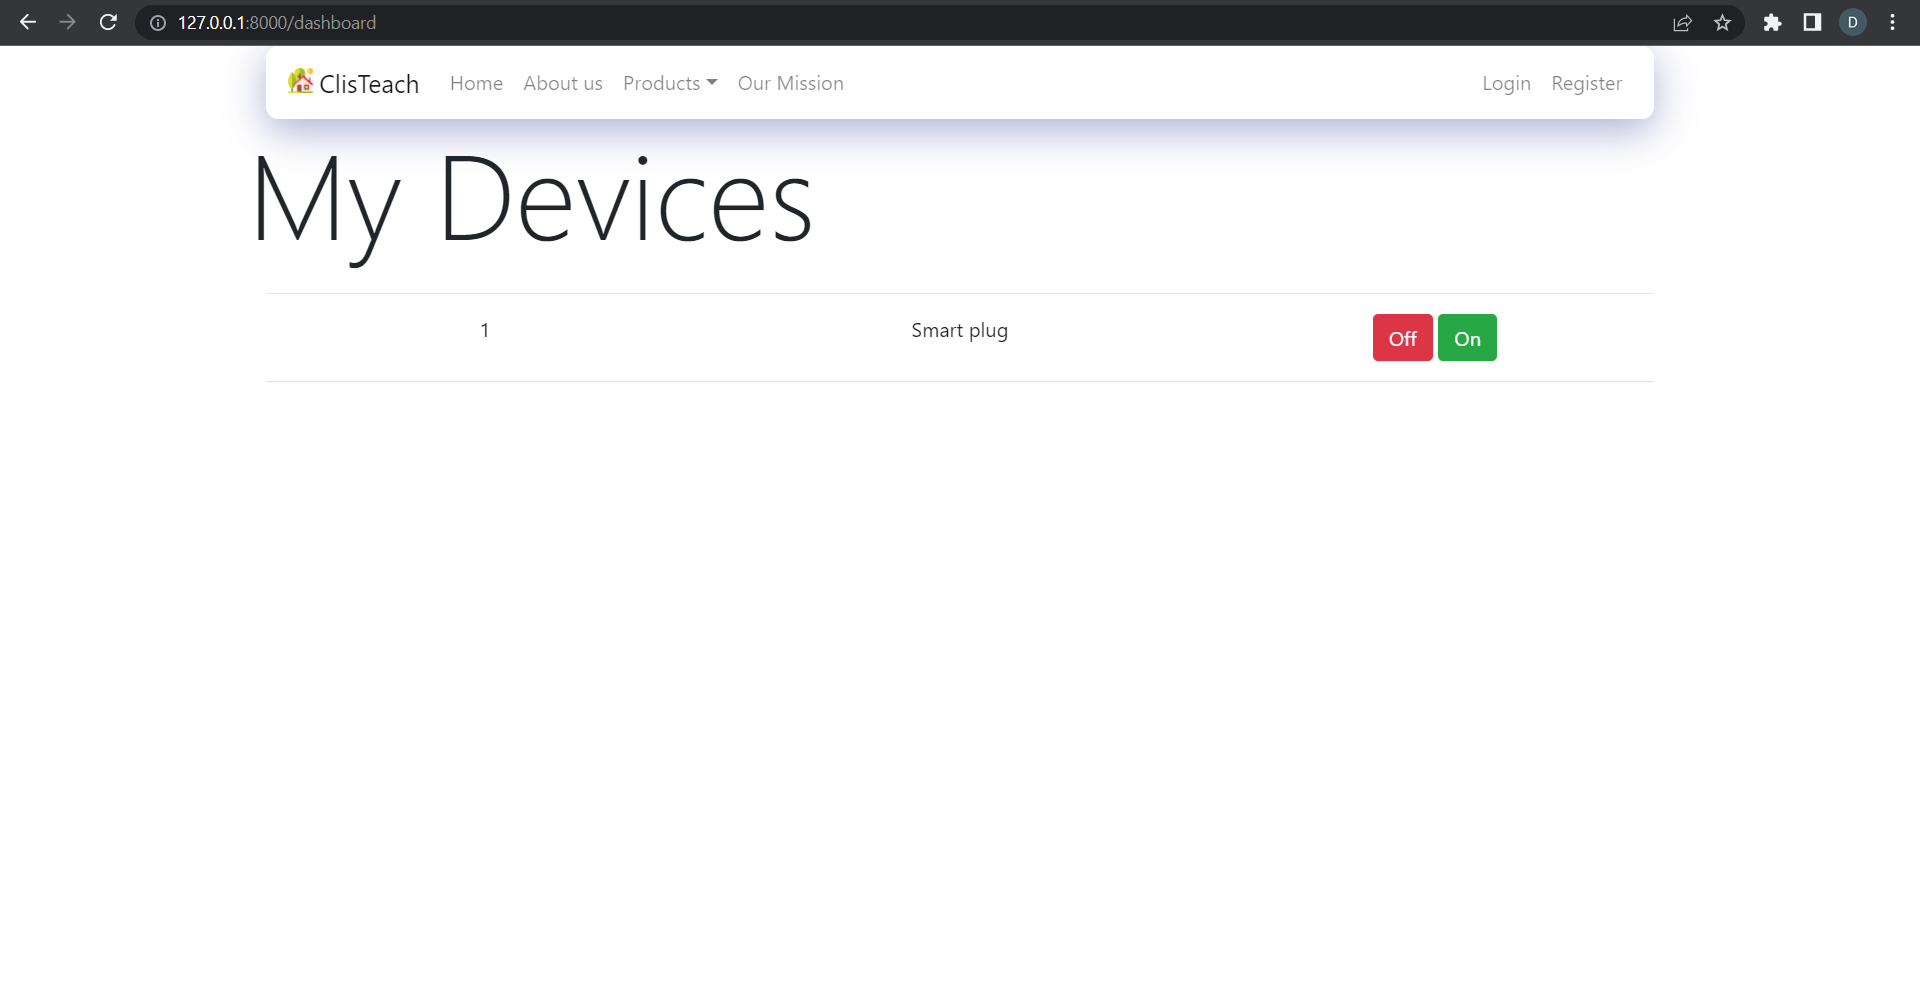 127.0.0.1:8000/dashboard D
ClisTeach Home About us Products Our Mission Login Register
My Devices
1 Smart plug Off On